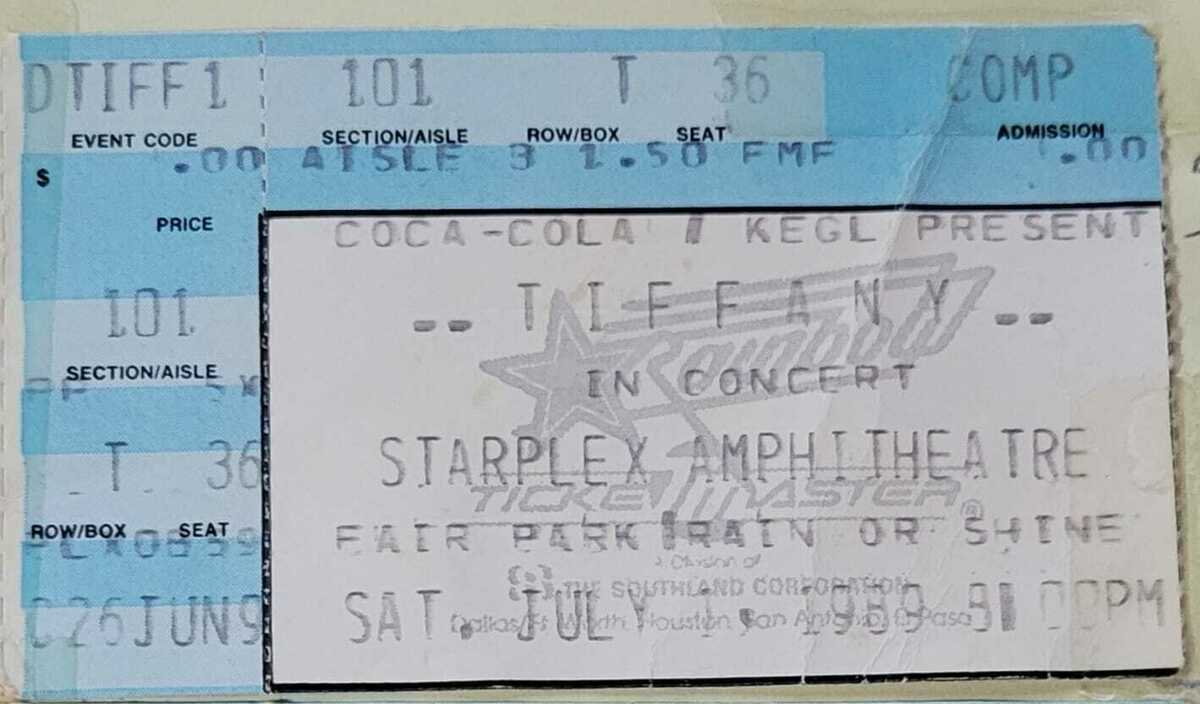 DTIFF1 101 T 36 COMP
EVENT CODE SECTION/AISLE ROW/BOX SEAT ADMISSION
$ .00 AISLE 3 1.50 FMF .00
PRICE
COCA-COLA / KEGL PRESENT
-- T I F F A N Y --
Rainbow
IN CONCERT
101
SECTION/AISLE
STARPLEX AMPHITHEATRE
TICKETMASTER®
T 36
ROW/BOX SEAT
FAIR PARK RAIN OR SHINE
A Division of
THE SOUTHLAND CORPORATION
Dallas/Ft Worth Houston San Antonio El Paso
C26JUN9 SAT. JULY 1, 1989 PM